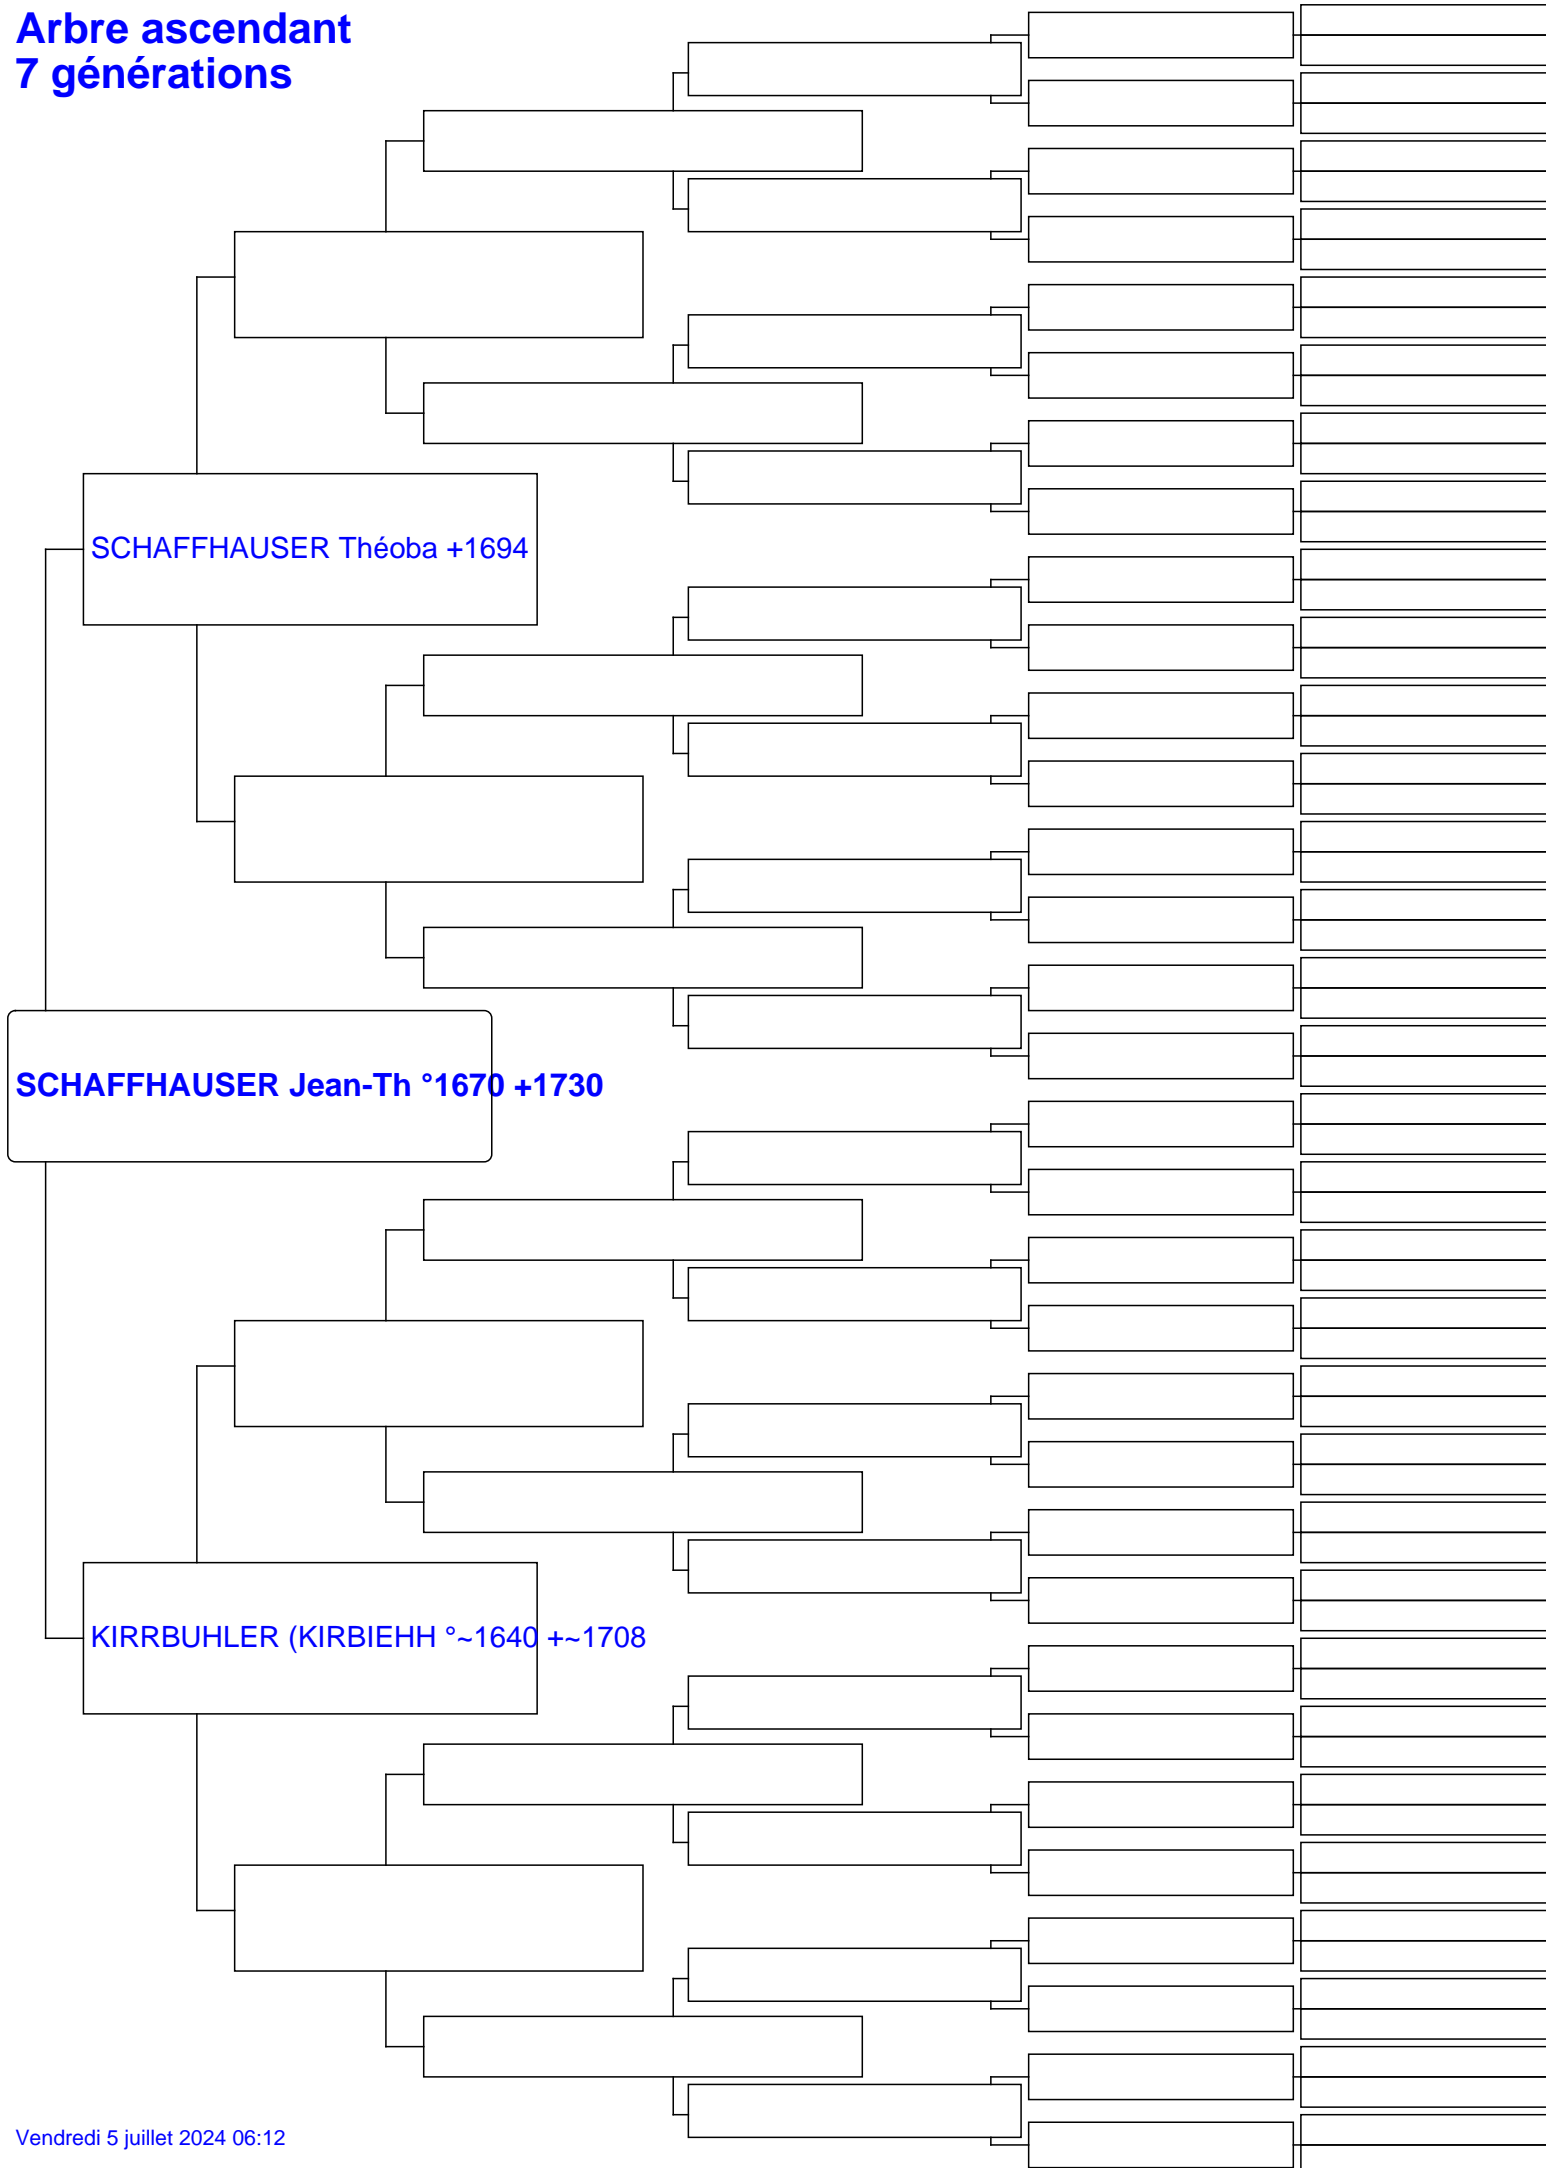 Arbre ascendant
7 générations
SCHAFFHAUSER Théoba +1694
SCHAFFHAUSER Jean-Th °1670 +1730
KIRRBUHLER (KIRBIEHH °~1640 +~1708
Vendredi 5 juillet 2024 06:12